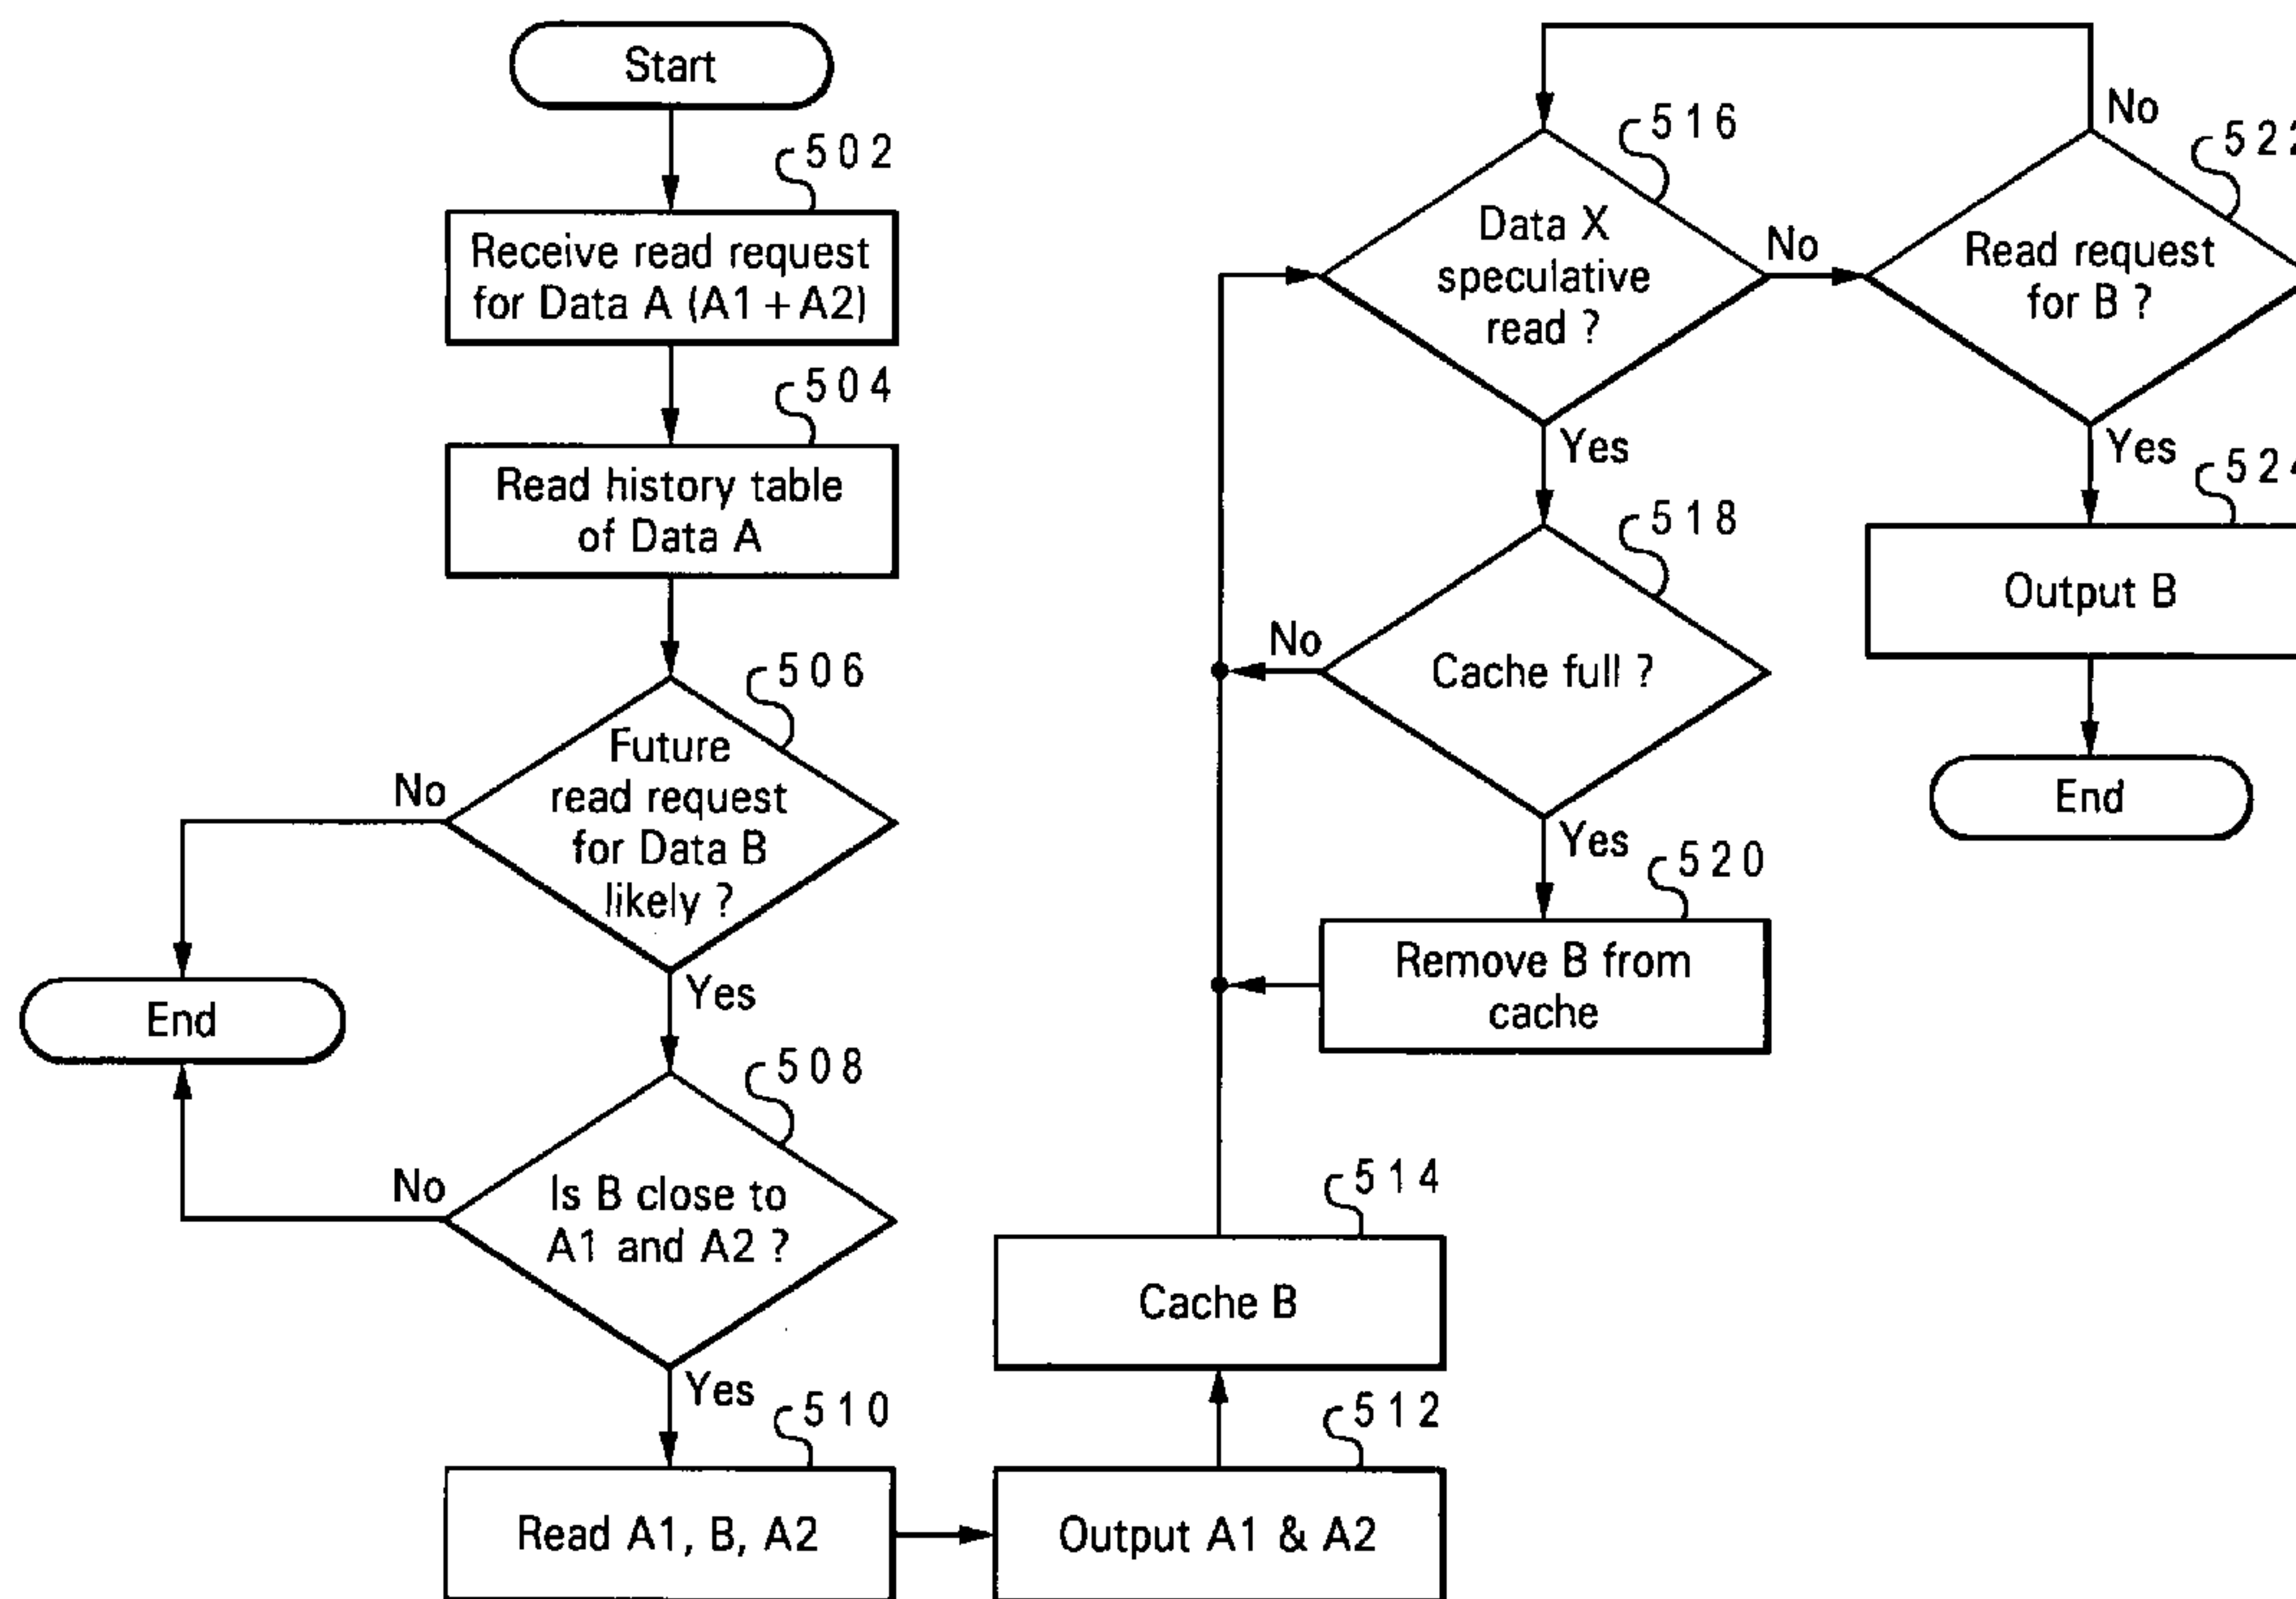 Start
502
Receive read request
for Data A (A1 + A2)
504
Read history table
of Data A
506
Future
read request
for Data B
likely ?
No
Yes
End
508
Is B close to
A1 and A2 ?
No
Yes
510
Read A1, B, A2
512
Output A1 & A2
514
Cache B
516
Data X
speculative
read ?
No
Yes
518
Cache full ?
No
Yes
520
Remove B from
cache
522
Read request
for B ?
No
Yes
524
Output B
End